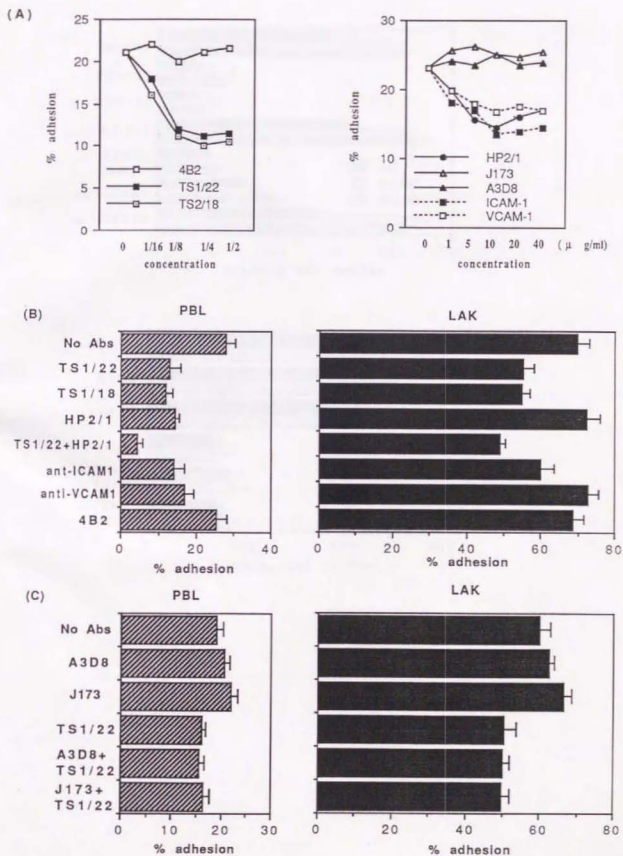 (A)
25
20
15
10
5
0
% adhesion
4B2
TS1/22
TS2/18
0 1/16 1/8 1/4 1/2
concentration
30
20
10
0
% adhesion
HP2/1
J173
A3D8
ICAM-1
VCAM-1
0 1 5 10 20 40 ( μ g/ml)
concentration
(B)
PBL
LAK
No Abs
TS1/22
TS1/18
HP2/1
TS1/22+HP2/1
ant-ICAM1
anti-VCAM1
4B2
0 20 40
% adhesion
0 20 40 60 80
% adhesion
(C)
PBL
LAK
No Abs
A3D8
J173
TS1/22
A3D8+
TS1/22
J173+
TS1/22
0 10 20 30
% adhesion
0 20 40 60 80
% adhesion